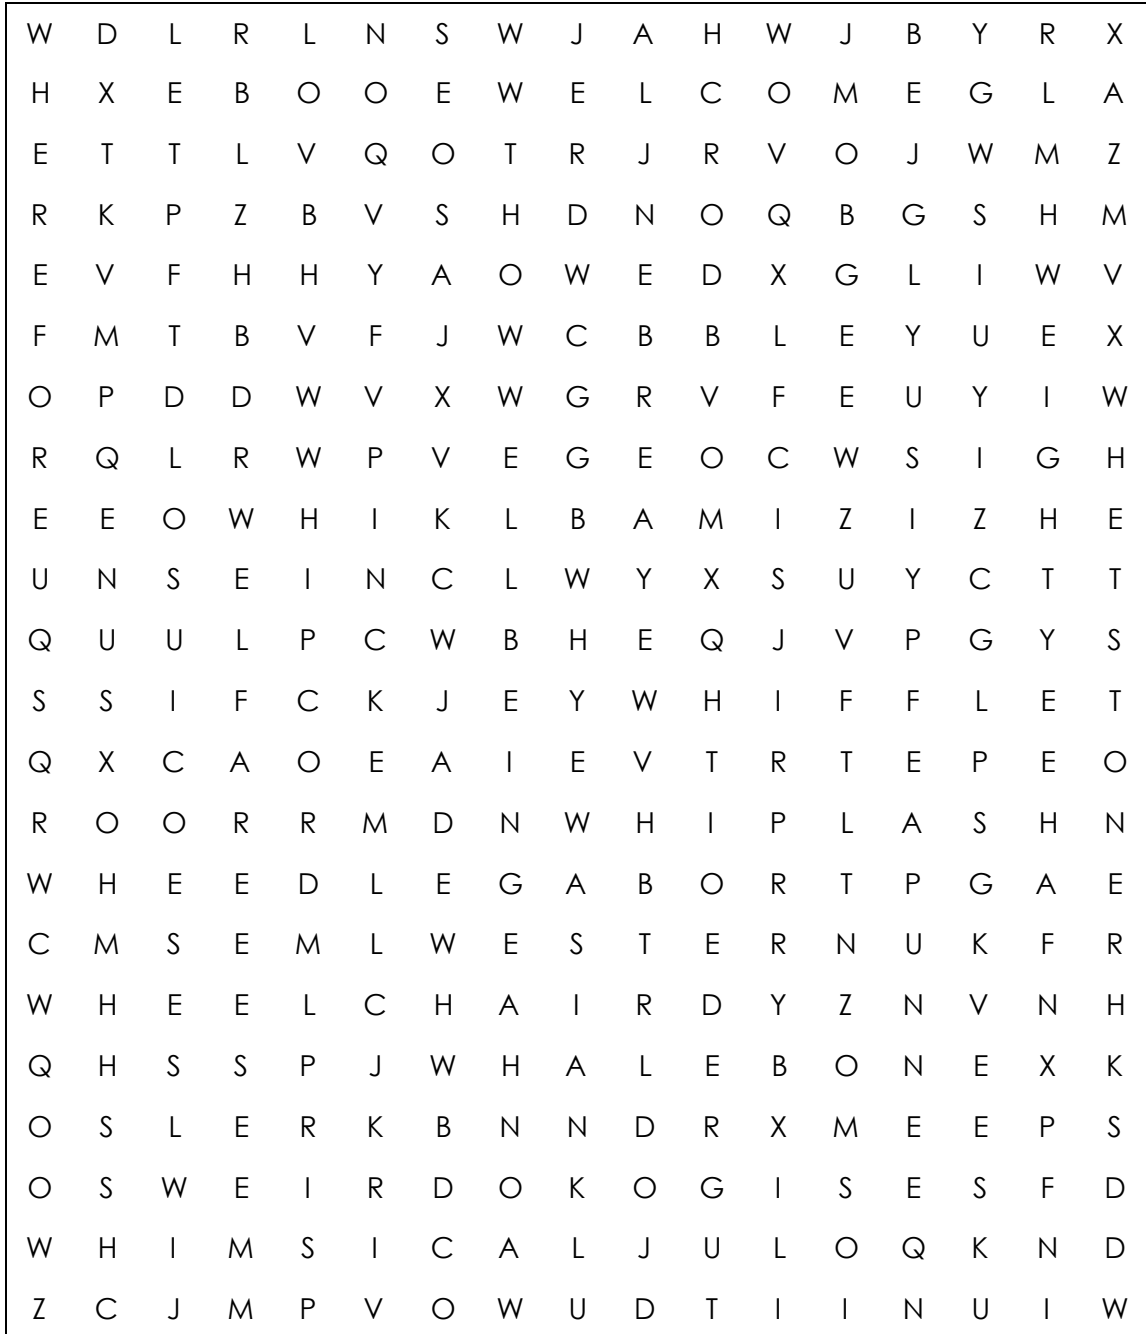 W D L R L N S W J A H W J B Y R X
H X E B O O E W E L C O M E G L A
E T T L V Q O T R J R V O J W M Z
R K P Z B V S H D N O Q B G S H M
E V F H H Y A O W E D X G L I W V
F M T B V F J W C B B L E Y U E X
O P D D W V X W G R V F E U Y I W
R Q L R W P V E G E O C W S I G H
E E O W H I K L B A M I Z I Z H E
U N S E I N C L W Y X S U Y C T T
Q U U L P C W B H E Q J V P G Y S
S S I F C K J E Y W H I F F L E T
Q X C A O E A I E V T R T E P E O
R O O R R M D N W H I P L A S H N
W H E E D L E G A B O R T P G A E
C M S E M L W E S T E R N U K F R
W H E E L C H A I R D Y Z N V N H
Q H S S P J W H A L E B O N E X K
O S L E R K B N N D R X M E E P S
O S W E I R D O K O G I S E S F D
W H I M S I C A L J U L O Q K N D
Z C J M P V O W U D T I I N U I W